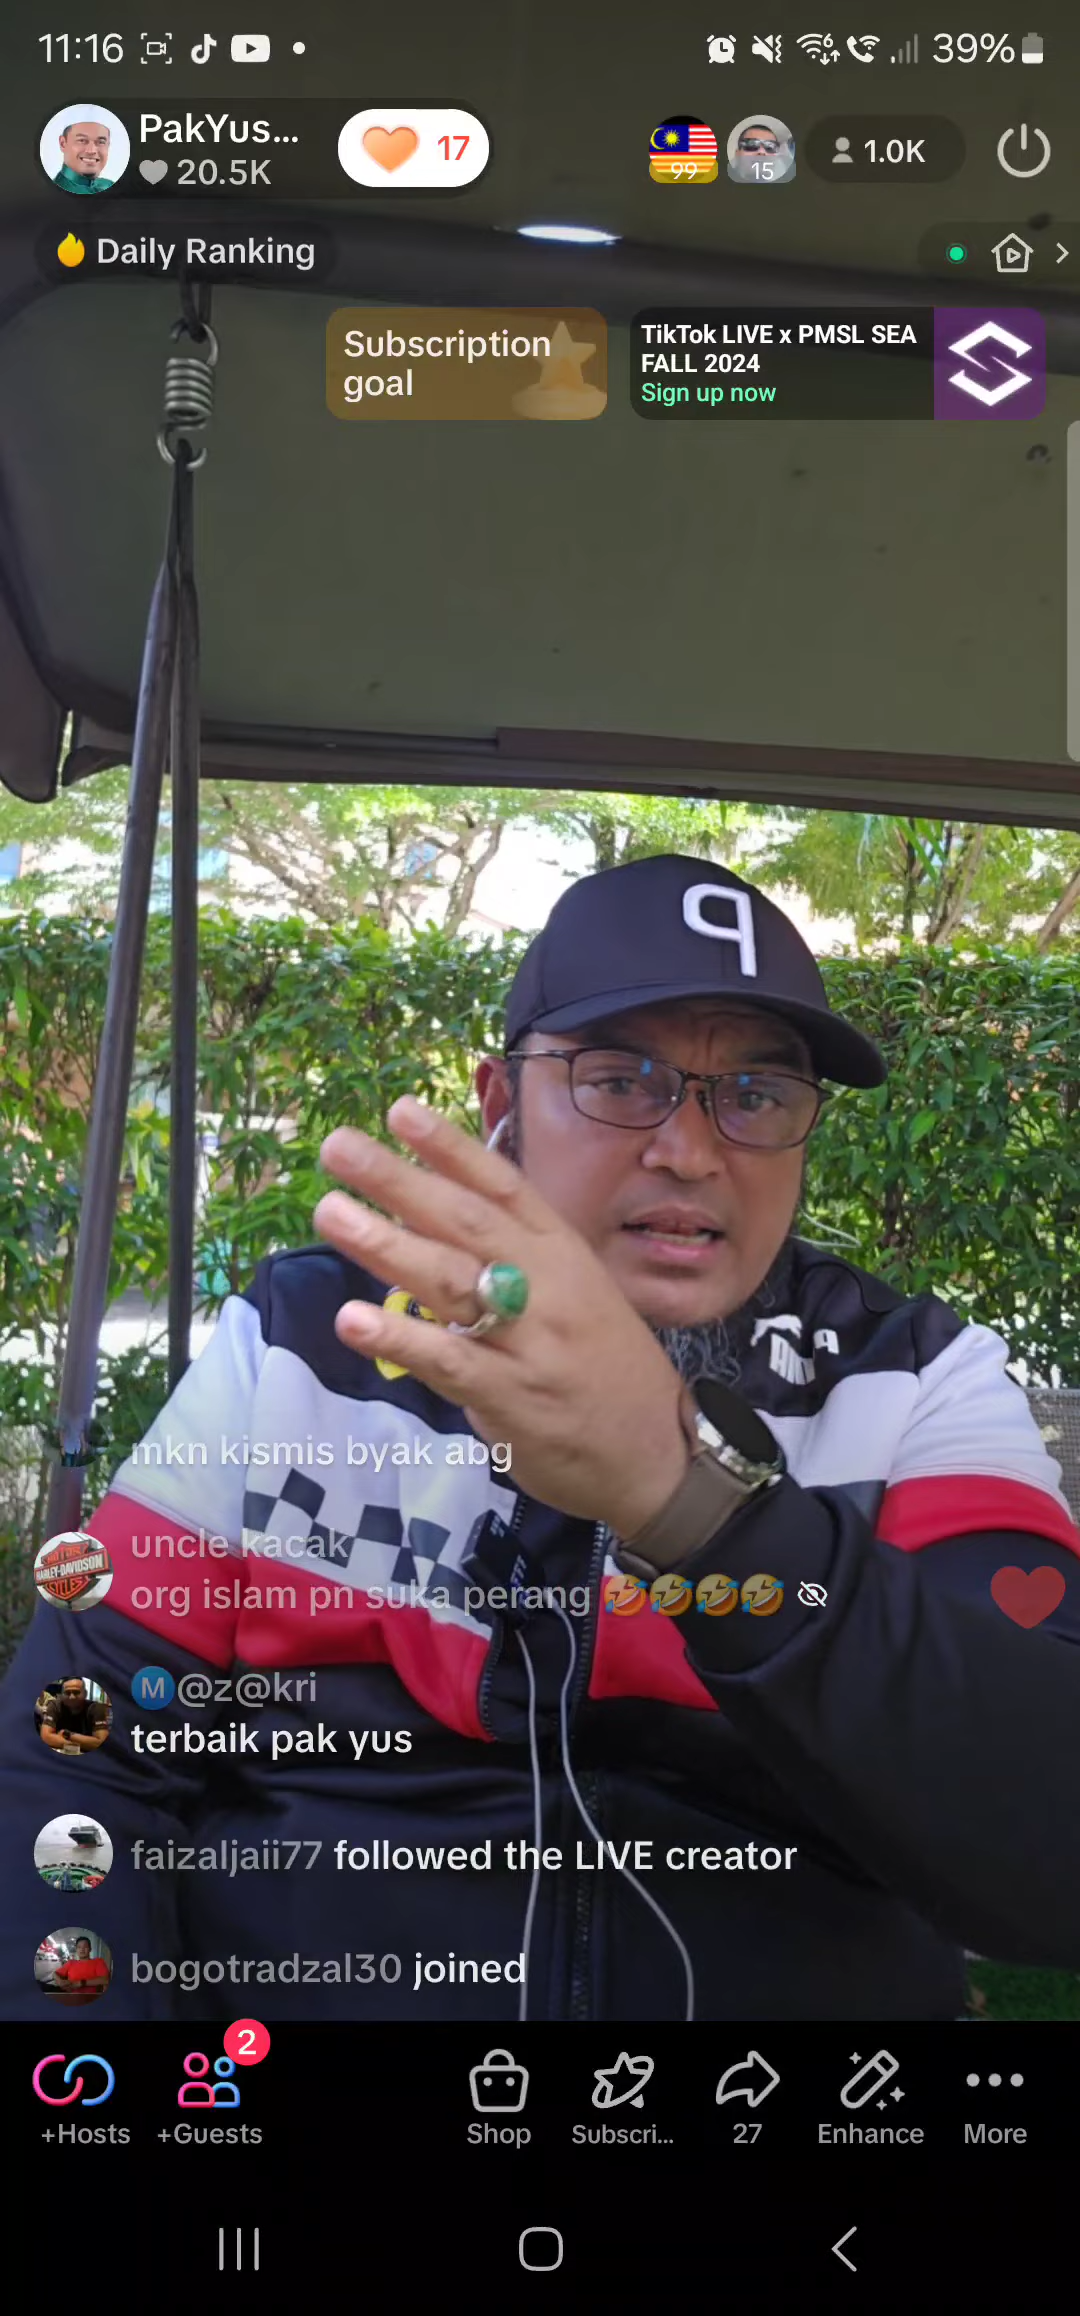 11:16
39%
PakYus...
20.5K
17
99
15
1.0K
Daily Ranking
Subscription
goal
TikTok LIVE x PMSL SEA
FALL 2024
Sign up now
mkn kismis byak abg
uncle kacak
org islam pn suka perang 🤣🤣🤣🤣
HARLEY-DAVIDSON
Ⓜ️@z@kri
terbaik pak yus
faizaljaii77 followed the LIVE creator
bogotradzal30 joined
2
+Hosts
+Guests
Shop
Subscri...
27
Enhance
More